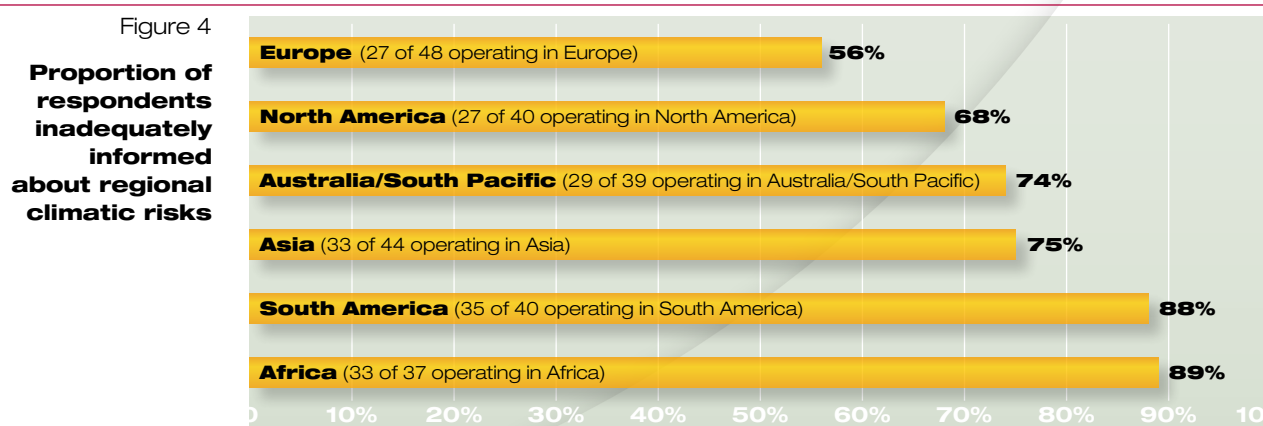 Figure 4
Proportion of
respondents
inadequately
informed
about regional
climatic risks
Europe (27 of 48 operating in Europe) 56%
North America (27 of 40 operating in North America) 68%
Australia/South Pacific (29 of 39 operating in Australia/South Pacific) 74%
Asia (33 of 44 operating in Asia) 75%
South America (35 of 40 operating in South America) 88%
Africa (33 of 37 operating in Africa) 89%
0 10% 20% 30% 40% 50% 60% 70% 80% 90% 10